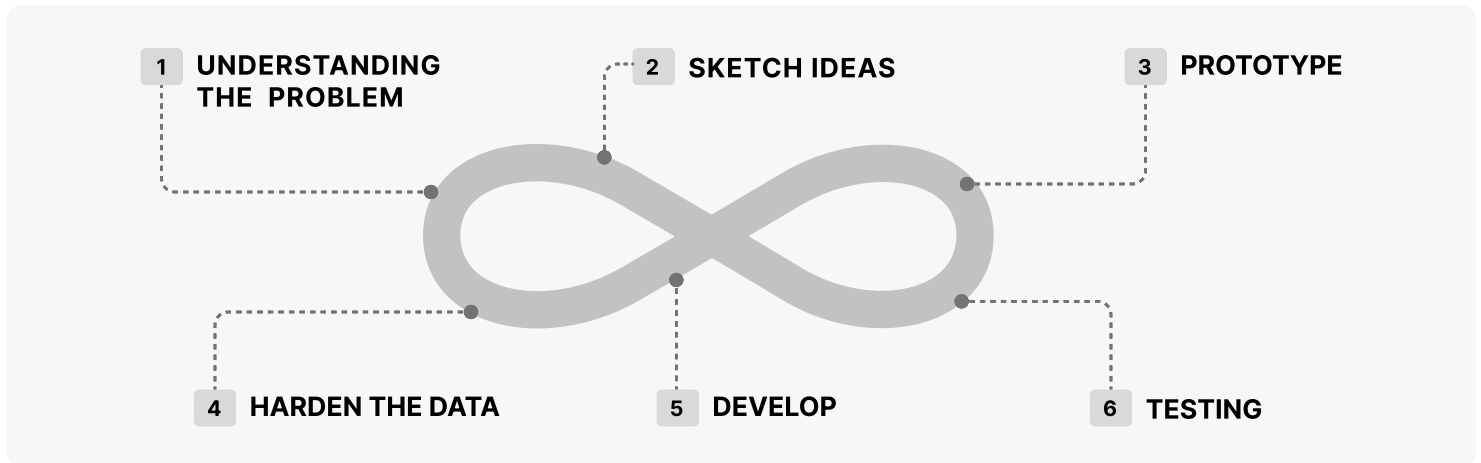 1 UNDERSTANDING
THE PROBLEM
2 SKETCH IDEAS
3 PROTOTYPE
4 HARDEN THE DATA
5 DEVELOP
6 TESTING